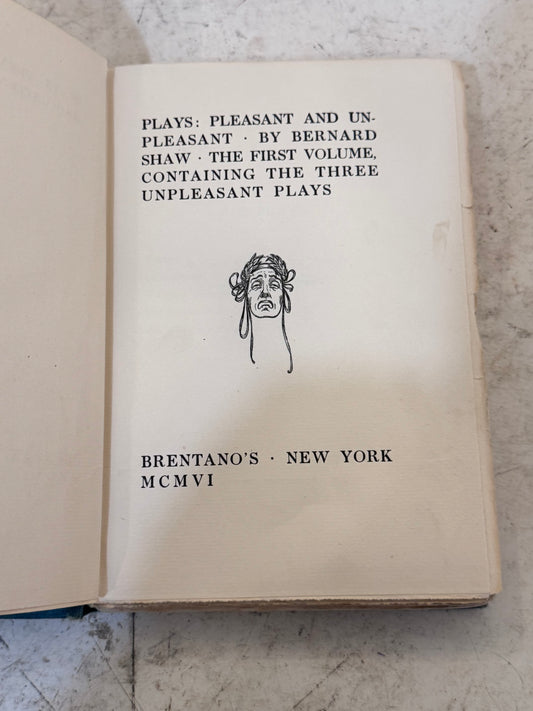 PLAYS: PLEASANT AND UN-
PLEASANT · BY BERNARD
SHAW · THE FIRST VOLUME,
CONTAINING THE THREE
UNPLEASANT PLAYS
BRENTANO'S · NEW YORK
MCMVI